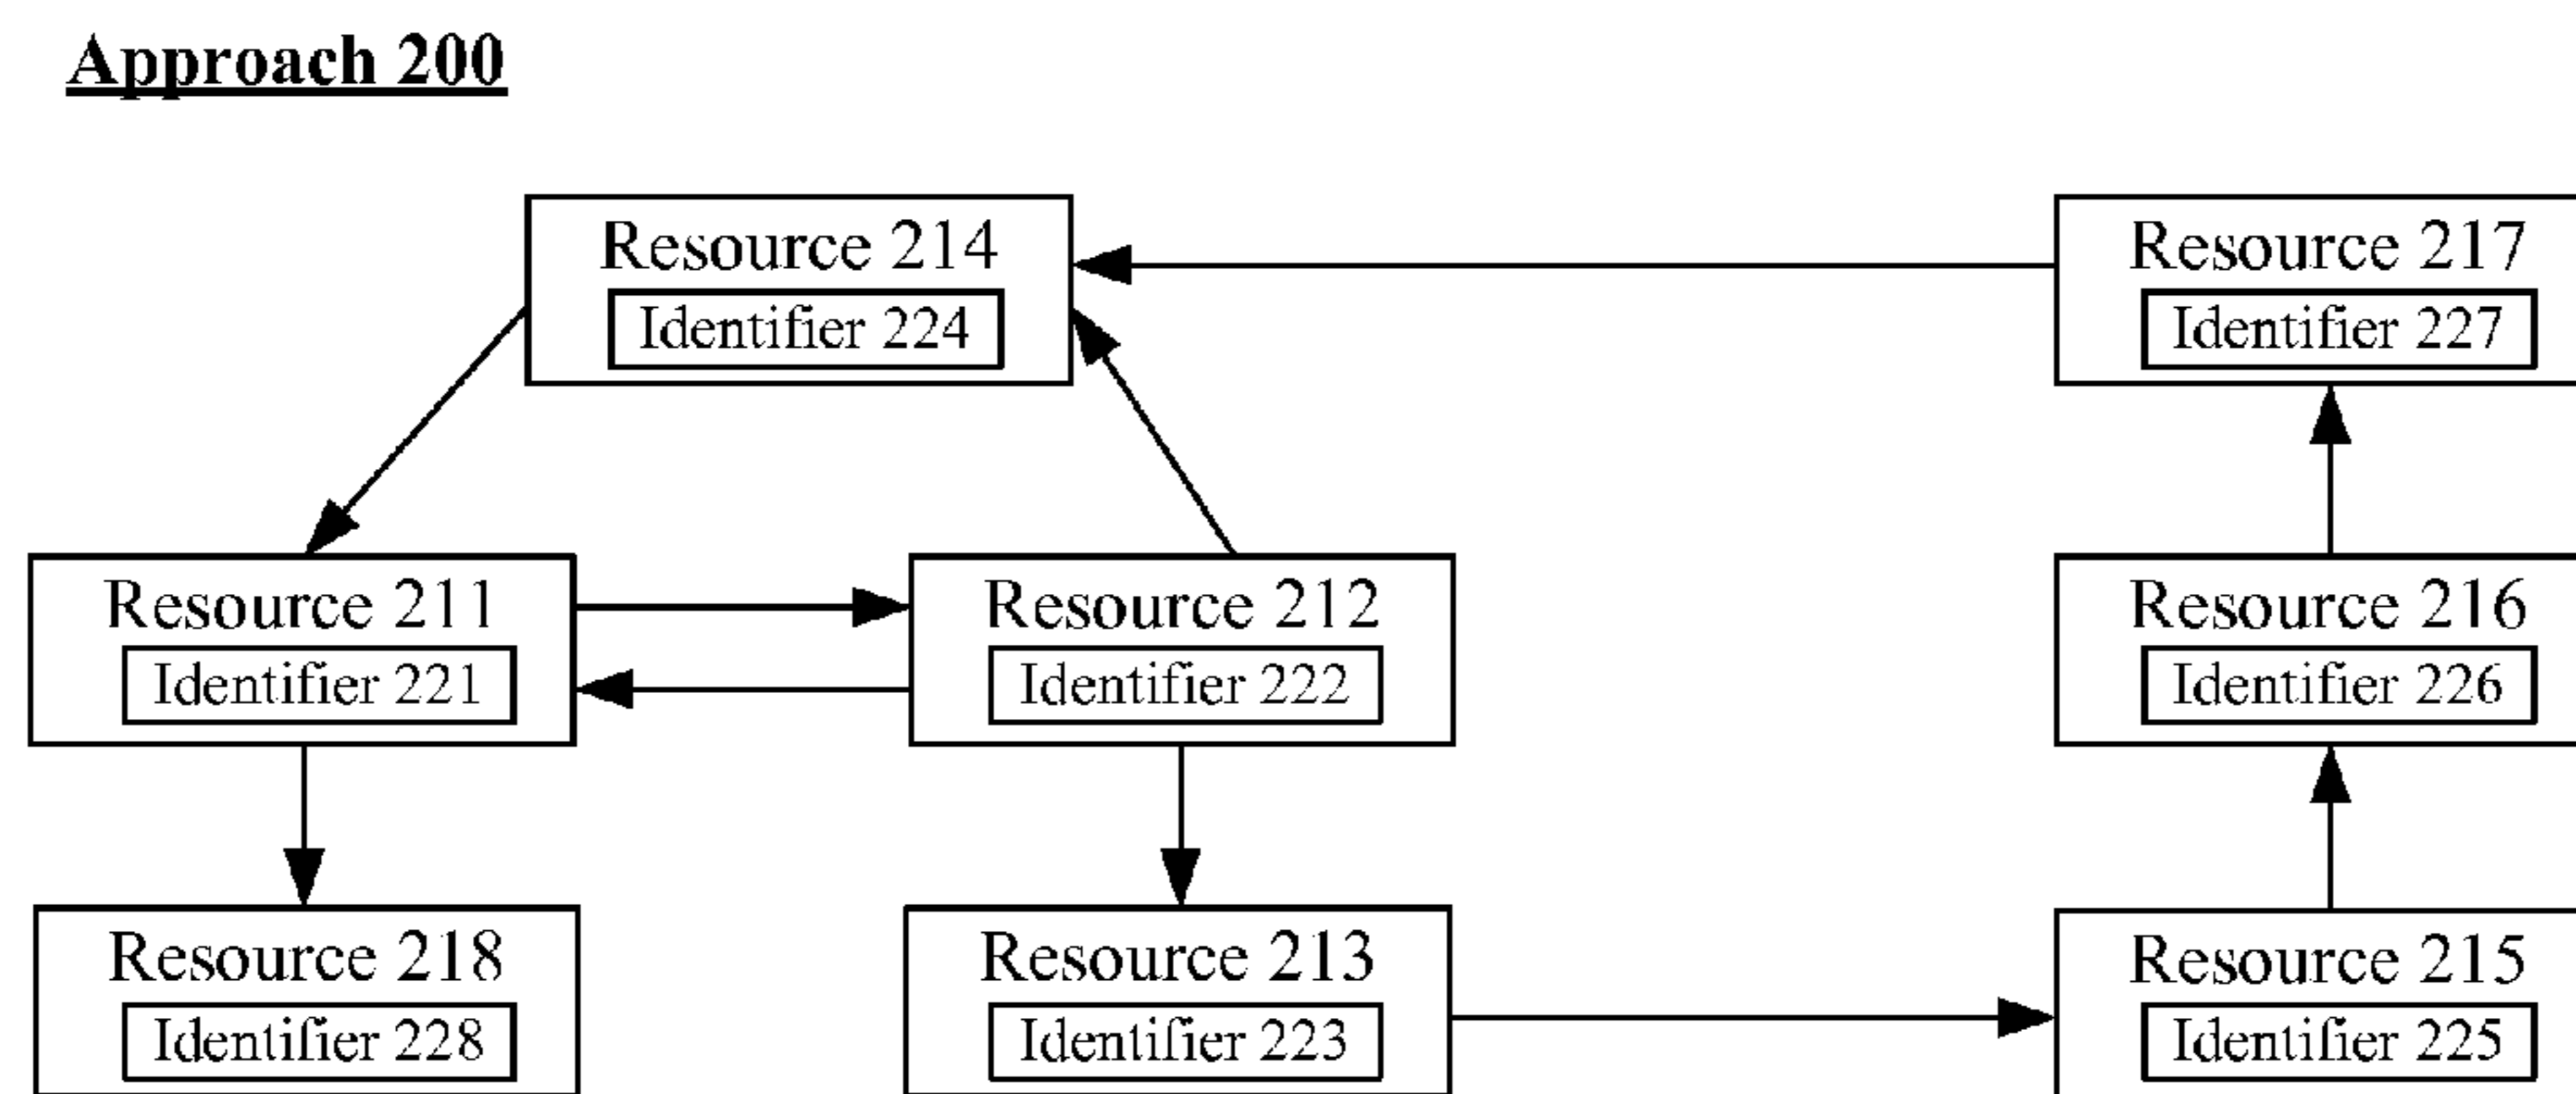 Approach 200
Resource 214
Identifier 224
Resource 217
Identifier 227
Resource 211
Identifier 221
Resource 212
Identifier 222
Resource 216
Identifier 226
Resource 218
Identifier 228
Resource 213
Identifier 223
Resource 215
Identifier 225